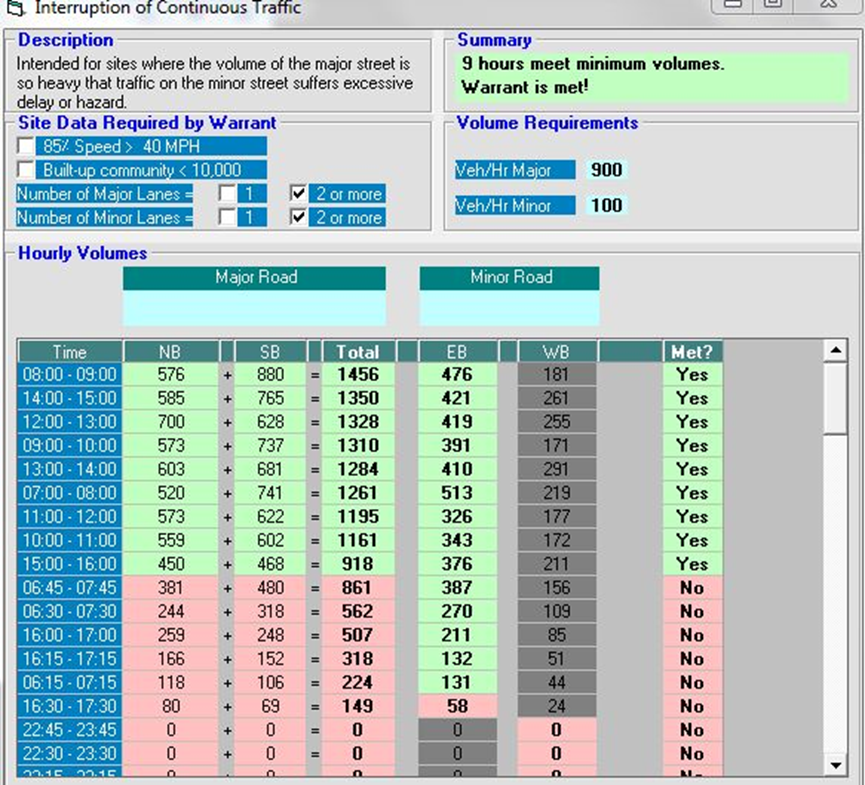 Interruption of Continuous Traffic
Description
Intended for sites where the volume of the major street is
so heavy that traffic on the minor street suffers excessive
delay or hazard.
Summary
9 hours meet minimum volumes.
Warrant is met!
Site Data Required by Warrant
85% Speed > 40 MPH
Built-up community < 10,000
Number of Major Lanes = 1 2 or more
Number of Minor Lanes = 1 2 or more
Volume Requirements
Veh/Hr Major 900
Veh/Hr Minor 100
Hourly Volumes
Major Road Minor Road
Time NB SB Total EB WB Met?
08:00 - 09:00 576 + 880 = 1456 476 181 Yes
14:00 - 15:00 585 + 765 = 1350 421 261 Yes
12:00 - 13:00 700 + 628 = 1328 419 255 Yes
09:00 - 10:00 573 + 737 = 1310 391 171 Yes
13:00 - 14:00 603 + 681 = 1284 410 291 Yes
07:00 - 08:00 520 + 741 = 1261 513 219 Yes
11:00 - 12:00 573 + 622 = 1195 326 177 Yes
10:00 - 11:00 559 + 602 = 1161 343 172 Yes
15:00 - 16:00 450 + 468 = 918 376 211 Yes
06:45 - 07:45 381 + 480 = 861 387 156 No
06:30 - 07:30 244 + 318 = 562 270 109 No
16:00 - 17:00 259 + 248 = 507 211 85 No
16:15 - 17:15 166 + 152 = 318 132 51 No
06:15 - 07:15 118 + 106 = 224 131 44 No
16:30 - 17:30 80 + 69 = 149 58 24 No
22:45 - 23:45 0 + 0 = 0 0 0 No
22:30 - 23:30 0 + 0 = 0 0 0 No